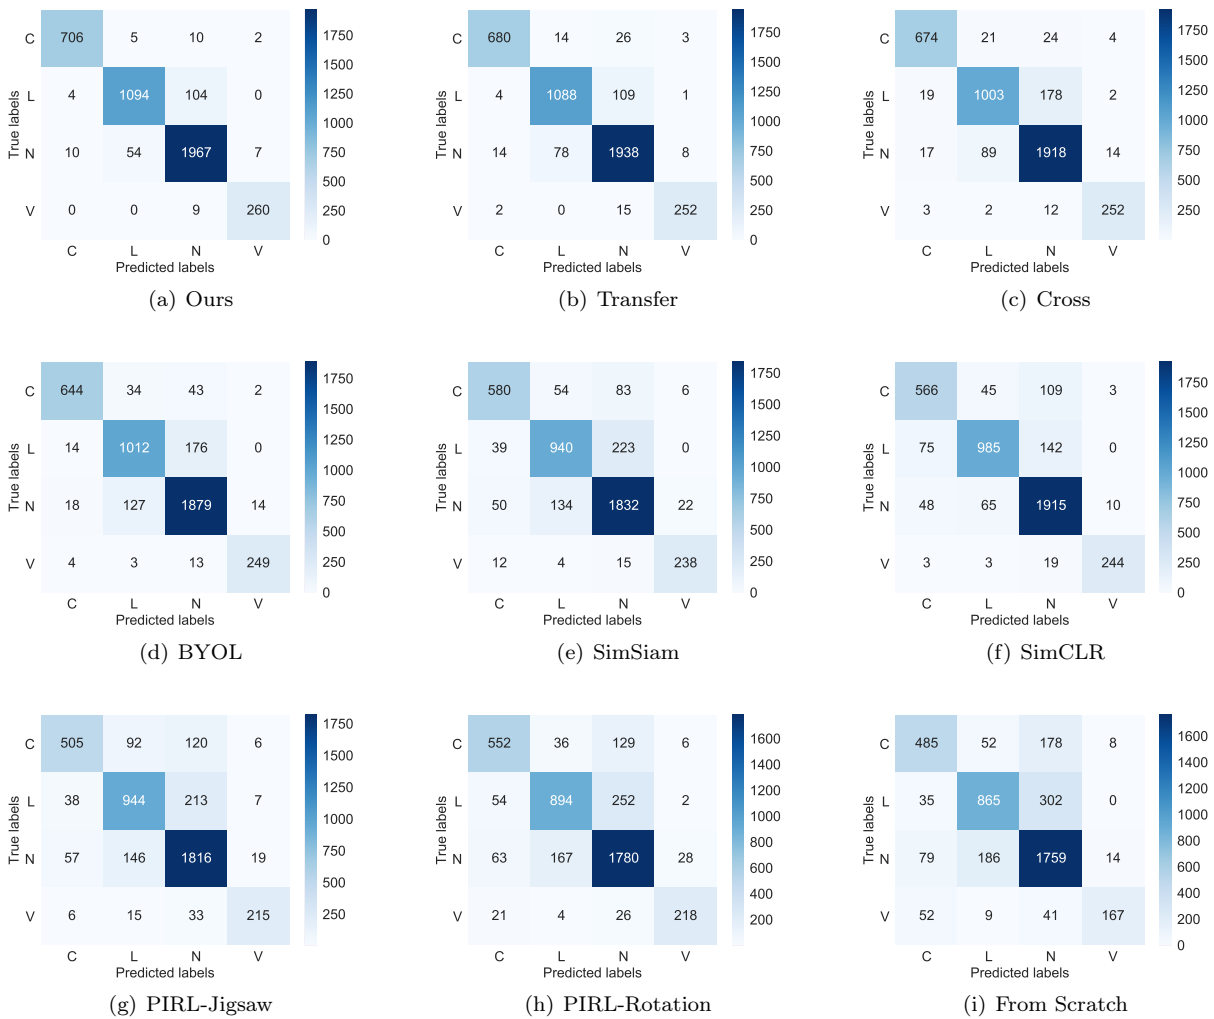 C 706 5 10 2 1750
1500
L 4 1094 104 0 1250
1000
True labels
N 10 54 1967 7 750
500
V 0 0 9 260 250
0
C L N V
Predicted labels
(a) Ours
C 680 14 26 3 1750
1500
L 4 1088 109 1 1250
1000
True labels
N 14 78 1938 8 750
500
V 2 0 15 252 250
0
C L N V
Predicted labels
(b) Transfer
C 674 21 24 4 1750
1500
L 19 1003 178 2 1250
1000
True labels
N 17 89 1918 14 750
500
V 3 2 12 252 250
C L N V
Predicted labels
(c) Cross
C 644 34 43 2 1750
1500
L 14 1012 176 0 1250
1000
True labels
N 18 127 1879 14 750
500
V 4 3 13 249 250
0
C L N V
Predicted labels
(d) BYOL
C 580 54 83 6 1750
1500
L 39 940 223 0 1250
1000
True labels
N 50 134 1832 22 750
500
V 12 4 15 238 250
0
C L N V
Predicted labels
(e) SimSiam
C 566 45 109 3 1750
1500
L 75 985 142 0 1250
1000
True labels
N 48 65 1915 10 750
500
V 3 3 19 244 250
0
C L N V
Predicted labels
(f) SimCLR
C 505 92 120 6 1750
1500
L 38 944 213 7 1250
1000
True labels
N 57 146 1816 19 750
500
V 6 15 33 215 250
C L N V
Predicted labels
(g) PIRL-Jigsaw
C 552 36 129 6 1600
1400
L 54 894 252 2 1200
1000
True labels
N 63 167 1780 28 800
600
400
V 21 4 26 218 200
C L N V
Predicted labels
(h) PIRL-Rotation
C 485 52 178 8 1600
1400
L 35 865 302 0 1200
1000
True labels
N 79 186 1759 14 800
600
400
V 52 9 41 167 200
0
C L N V
Predicted labels
(i) From Scratch